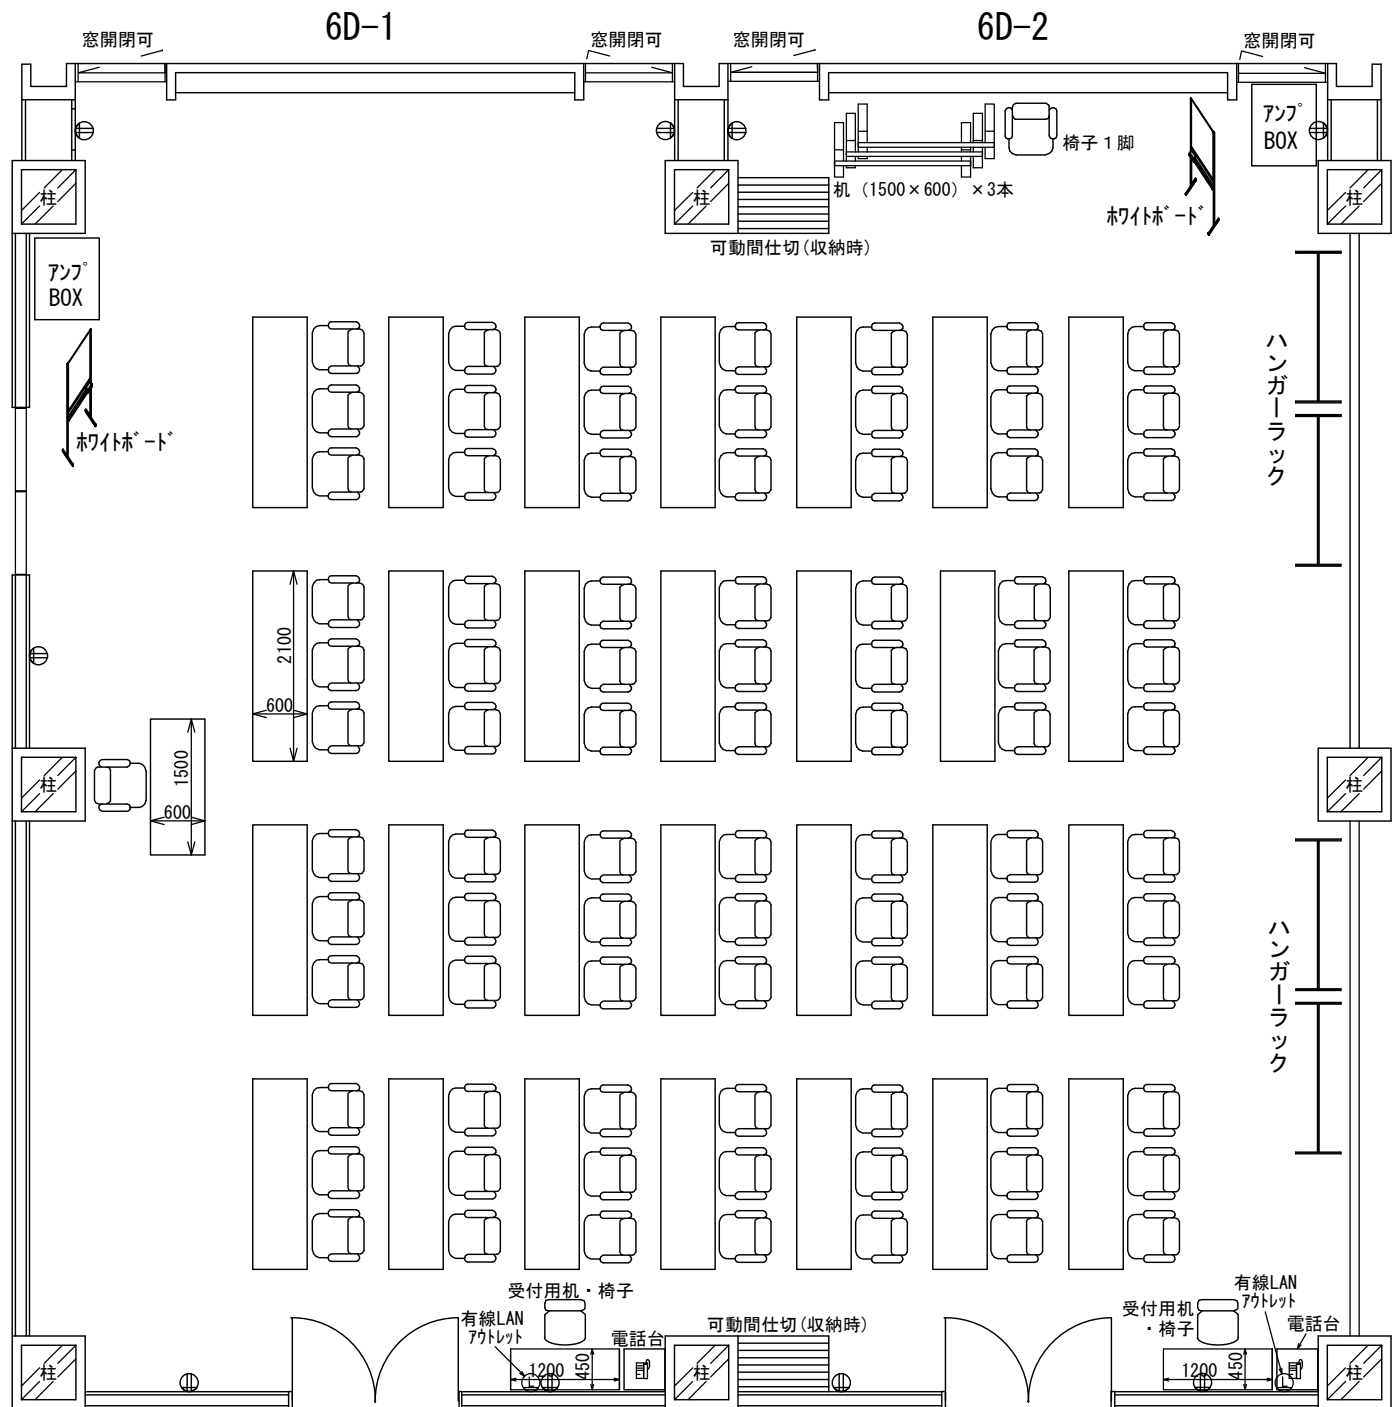 6D-1
6D-2
窓開閉可
窓開閉可
窓開閉可
窓開閉可
アンプ
BOX
椅子１脚
柱
柱
机（1500×600）×3本
ホワイトボード
柱
可動間仕切(収納時)
アンプ
BOX
ホワイトボード
ハンガーラック
2100
600
1500
600
柱
柱
ハンガーラック
受付用机・椅子
有線LAN
アウトレット
電話台
可動間仕切(収納時)
有線LAN
アウトレット
受付用机
・椅子
電話台
柱
1200
450
L
柱
1200
450
L
柱